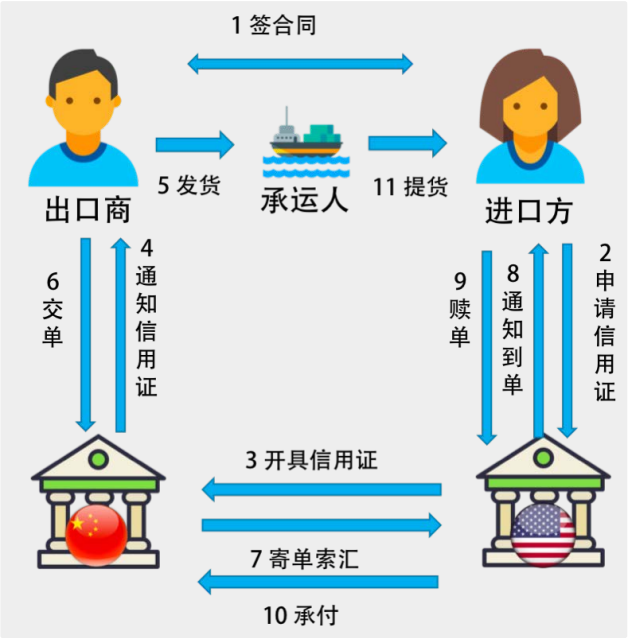 1 签合同
5 发货
承运人
11 提货
出口商
进口方
6 交单
4 通知信用证
9 赎单
8 通知到单
2 申请信用证
3 开具信用证
7 寄单索汇
10 承付